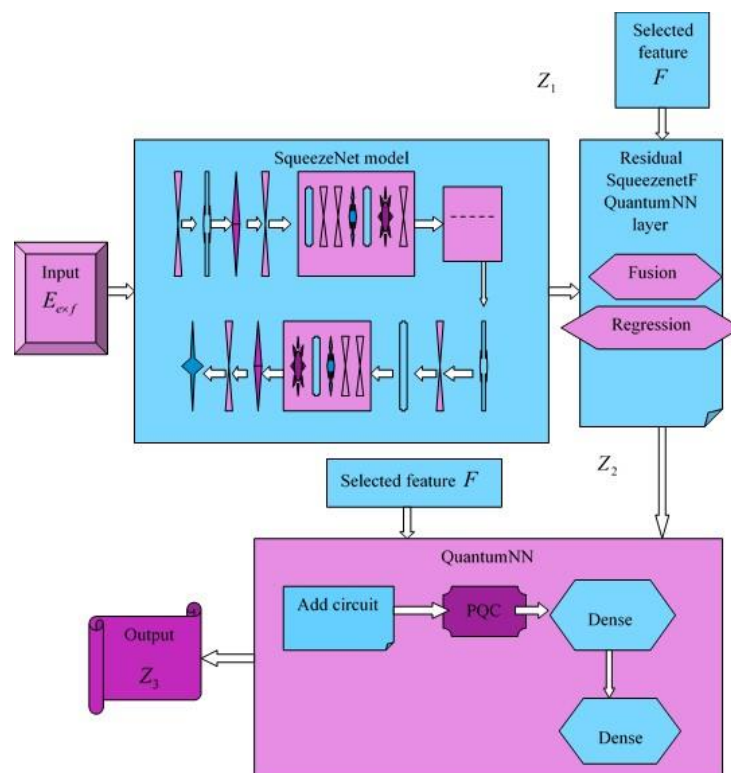 Selected
feature
F
Z₁
SqueezeNet model
Residual
SqueezenetF
QuantumNN
layer
Fusion
Regression
Input
E_{e×f}
Z₂
Selected feature F
QuantumNN
Add circuit
PQC
Dense
Output
Z₃
Dense